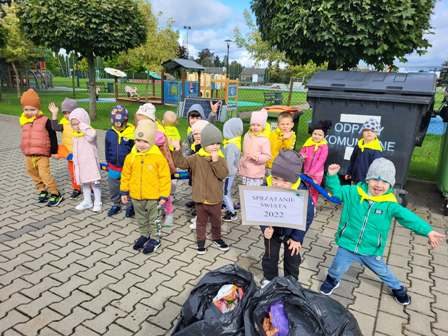 ODPADY
KOMUNALNE
SPRZĄTANIE
ŚWIATA
2022